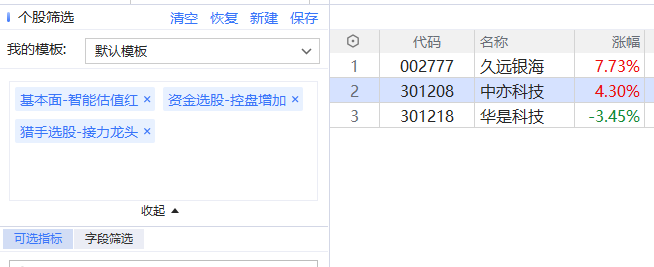 个股筛选 清空 恢复 新建 保存
我的模板: 默认模板
基本面-智能估值红 × 资金选股-控盘增加 ×
猎手选股-接力龙头 ×
收起
可选指标 字段筛选
代码 名称 涨幅
1 002777 久远银海 7.73%
2 301208 中亦科技 4.30%
3 301218 华是科技 -3.45%